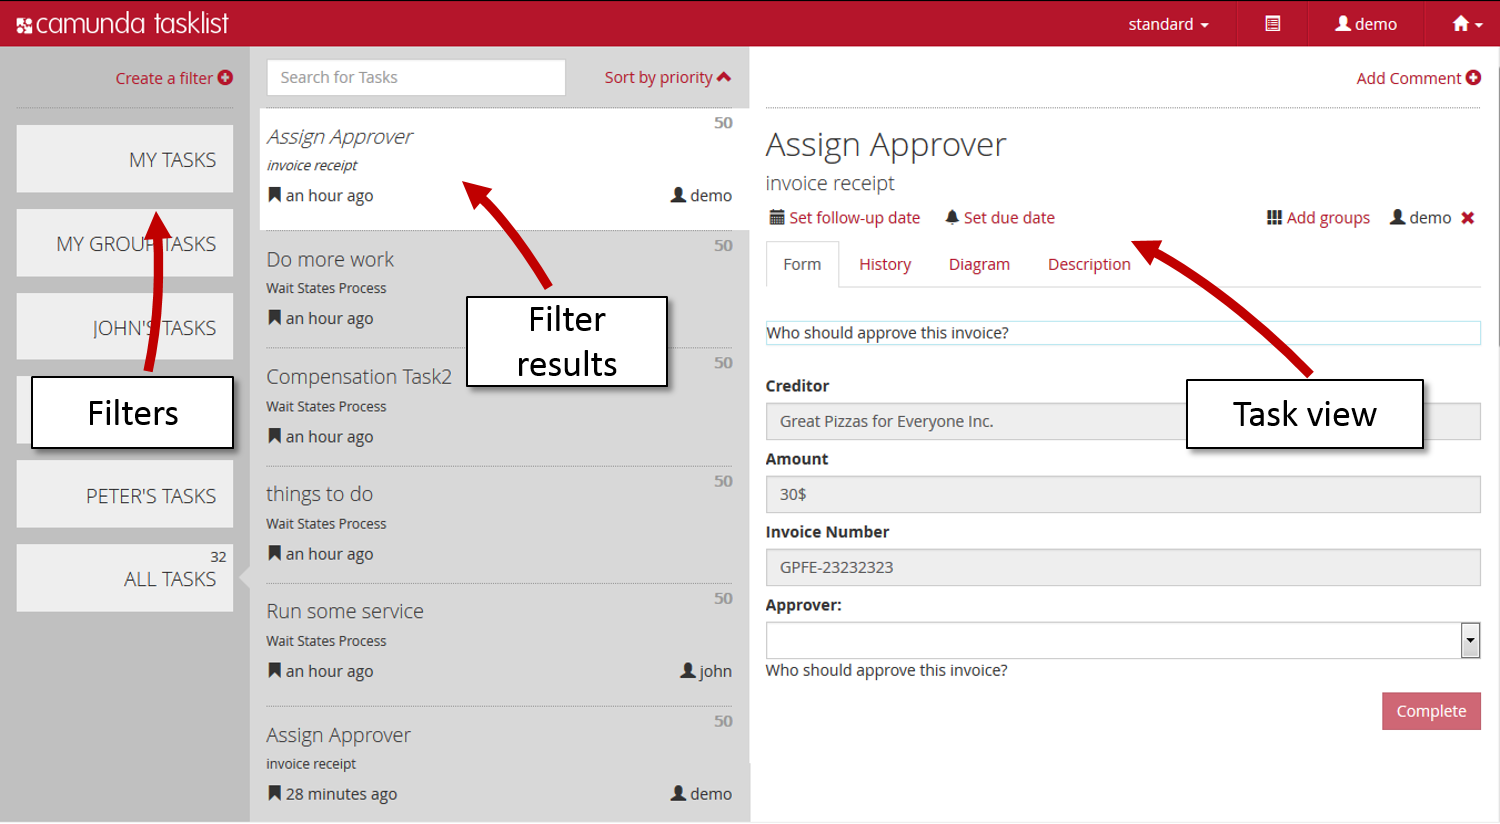 camunda tasklist
standard
demo
Create a filter
MY TASKS
MY GROUP TASKS
JOHN'S TASKS
Filters
PETER'S TASKS
32
ALL TASKS
Search for Tasks
Sort by priority
50
Assign Approver
invoice receipt
an hour ago
demo
50
Do more work
Wait States Process
an hour ago
Filter
results
50
Compensation Task2
Wait States Process
an hour ago
50
things to do
Wait States Process
an hour ago
50
Run some service
Wait States Process
an hour ago
john
50
Assign Approver
invoice receipt
28 minutes ago
demo
Add Comment
Assign Approver
invoice receipt
Set follow-up date
Set due date
Add groups
demo
Form
History
Diagram
Description
Who should approve this invoice?
Task view
Creditor
Great Pizzas for Everyone Inc.
Amount
30$
Invoice Number
GPFE-23232323
Approver:
Who should approve this invoice?
Complete